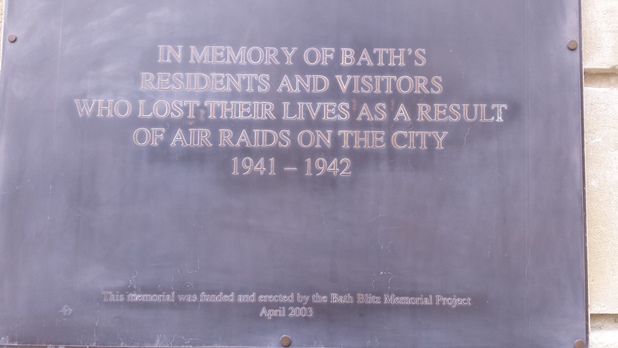 IN MEMORY OF BATH'S
RESIDENTS AND VISITORS
WHO LOST THEIR LIVES AS A RESULT
OF AIR RAIDS ON THE CITY
1941 – 1942
This memorial was funded and erected by the Bath Blitz Memorial Project
April 2003